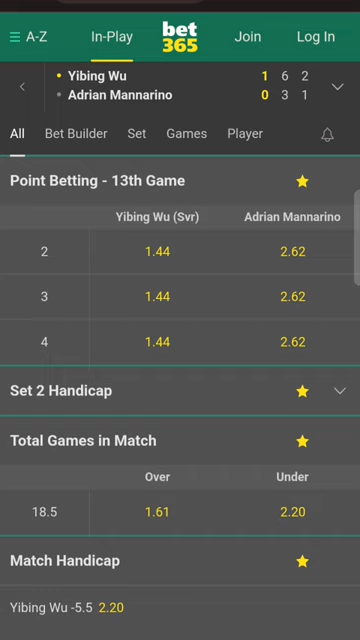 A-Z In-Play bet365 Join Log In
Yibing Wu 1 6 2
Adrian Mannarino 0 3 1
All Bet Builder Set Games Player
Point Betting - 13th Game
Yibing Wu (Svr) Adrian Mannarino
2 1.44 2.62
3 1.44 2.62
4 1.44 2.62
Set 2 Handicap
Total Games in Match
Over Under
18.5 1.61 2.20
Match Handicap
Yibing Wu -5.5 2.20